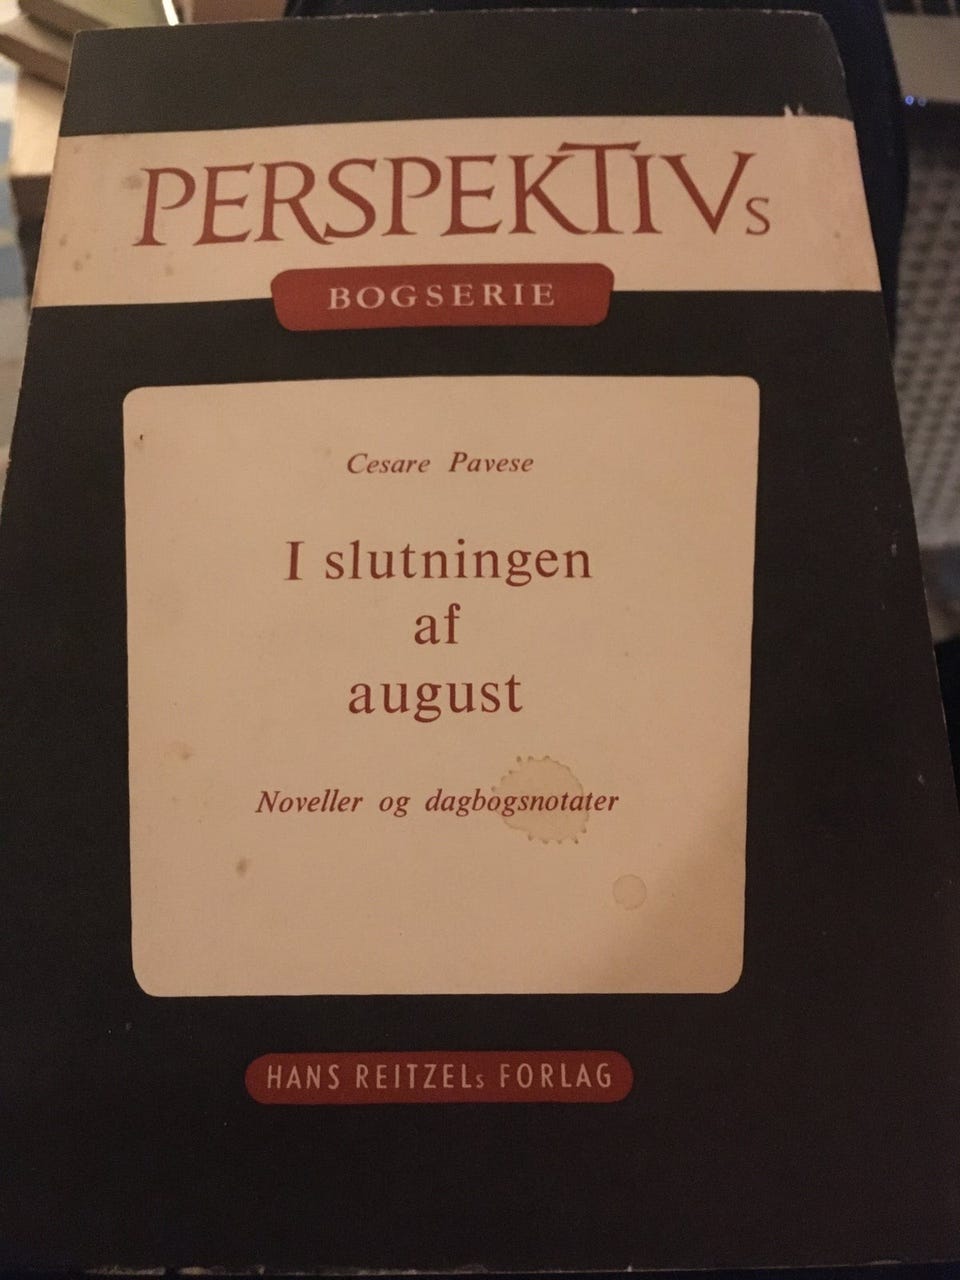 PERSPEKTIVs
BOGSERIE
Cesare Pavese
I slutningen
af
august
Noveller og dagbogsnotater
HANS REITZELs FORLAG